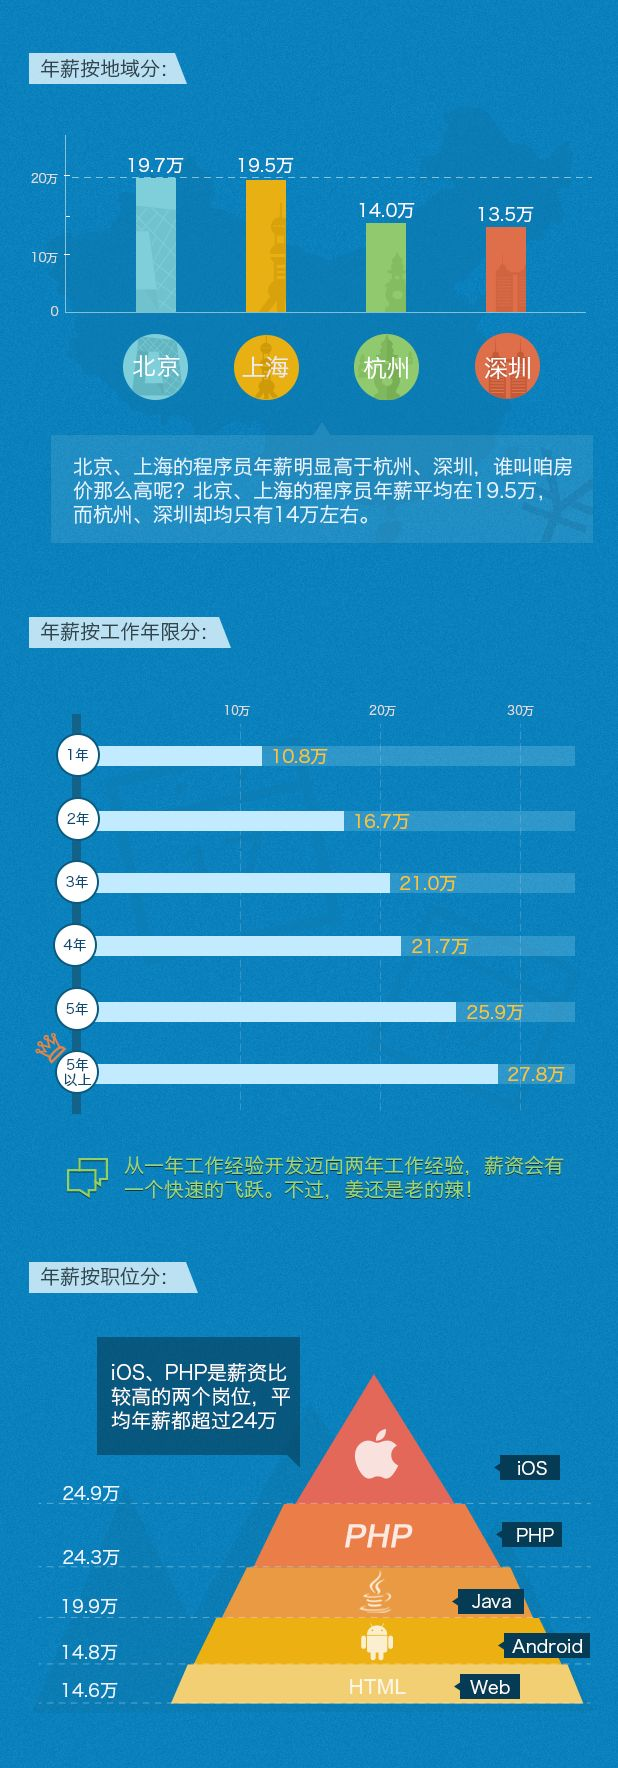 年薪按地域分：
19.7万
19.5万
14.0万
13.5万
20万
10万
0
北京
上海
杭州
深圳
北京、上海的程序员年薪明显高于杭州、深圳，谁叫咱房
价那么高呢？北京、上海的程序员年薪平均在19.5万，
而杭州、深圳却均只有14万左右。
年薪按工作年限分：
10万
20万
30万
1年
10.8万
2年
16.7万
3年
21.0万
4年
21.7万
5年
25.9万
5年
以上
27.8万
从一年工作经验开发迈向两年工作经验，薪资会有
一个快速的飞跃。不过，姜还是老的辣！
年薪按职位分：
iOS、PHP是薪资比
较高的两个岗位，平
均年薪都超过24万
iOS
24.9万
PHP
PHP
24.3万
Java
19.9万
Android
14.8万
HTML
Web
14.6万